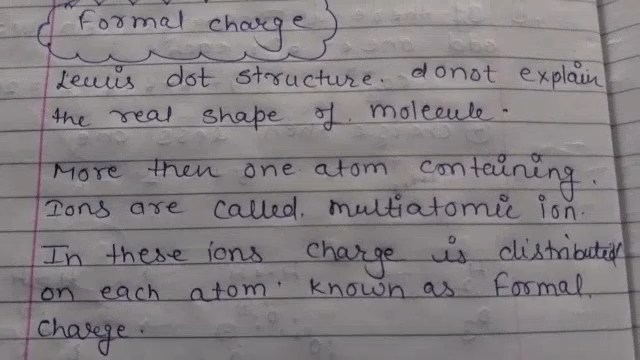 Formal charge
Lewis dot structure. donot explain
the real shape of molecule.
More then one atom containing.
Ions are called. multiatomic ion.
In these ions charge is distributed
on each atom. known as Formal.
Charge.